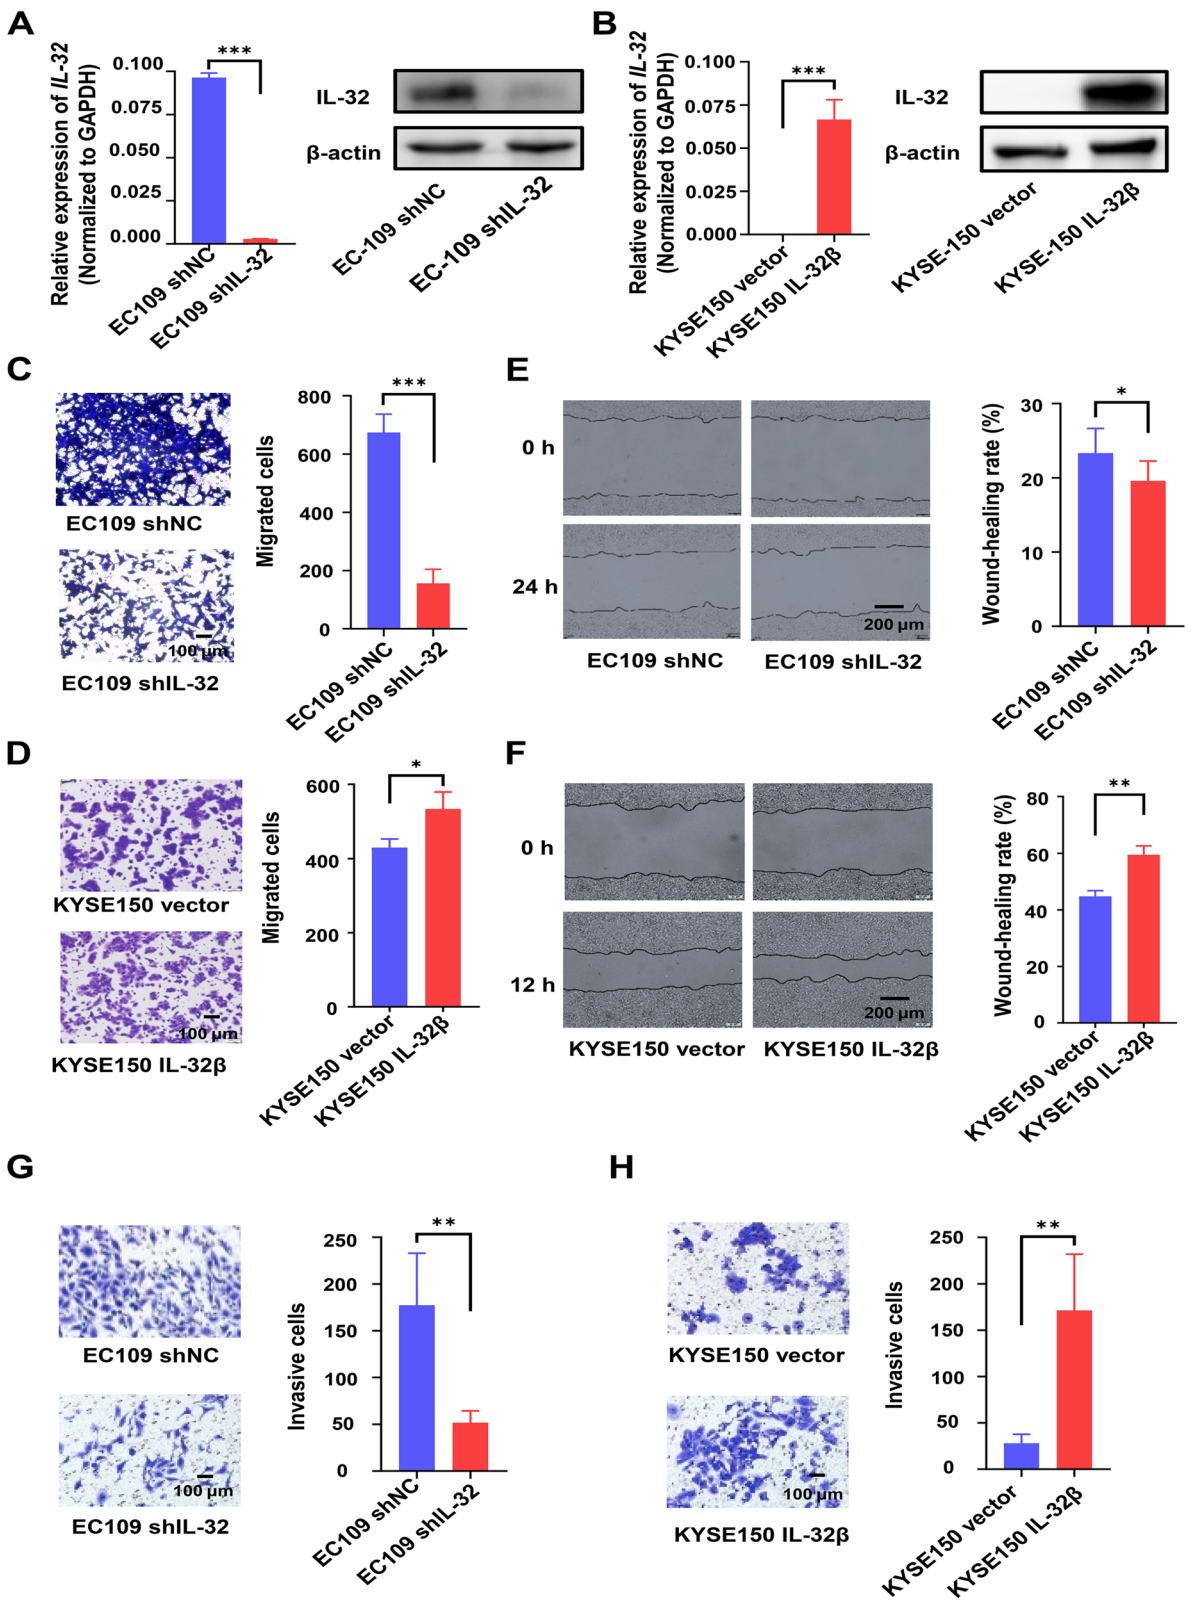 A
Relative expression of IL-32
(Normalized to GAPDH)
0.100
0.075
0.050
0.025
0.000
***
EC109 shNC
EC109 shIL-32
IL-32
β-actin
EC-109 shNC
EC-109 shIL-32
B
Relative expression of IL-32
(Normalized to GAPDH)
0.100
0.075
0.050
0.025
0.000
***
KYSE150 vector
KYSE150 IL-32β
IL-32
β-actin
KYSE-150 vector
KYSE-150 IL-32β
C
EC109 shNC
100 μm
EC109 shIL-32
Migrated cells
800
600
400
200
0
***
EC109 shNC
EC109 shIL-32
E
0 h
24 h
200 μm
EC109 shNC
EC109 shIL-32
Wound-healing rate (%)
30
20
10
0
*
EC109 shNC
EC109 shIL-32
D
KYSE150 vector
100 μm
KYSE150 IL-32β
Migrated cells
600
400
200
0
*
KYSE150 vector
KYSE150 IL-32β
F
0 h
12 h
200 μm
KYSE150 vector
KYSE150 IL-32β
Wound-healing rate (%)
80
60
40
20
0
**
KYSE150 vector
KYSE150 IL-32β
G
EC109 shNC
100 μm
EC109 shIL-32
Invasive cells
250
200
150
100
50
0
**
EC109 shNC
EC109 shIL-32
H
KYSE150 vector
100 μm
KYSE150 IL-32β
Invasive cells
250
200
150
100
50
0
**
KYSE150 vector
KYSE150 IL-32β